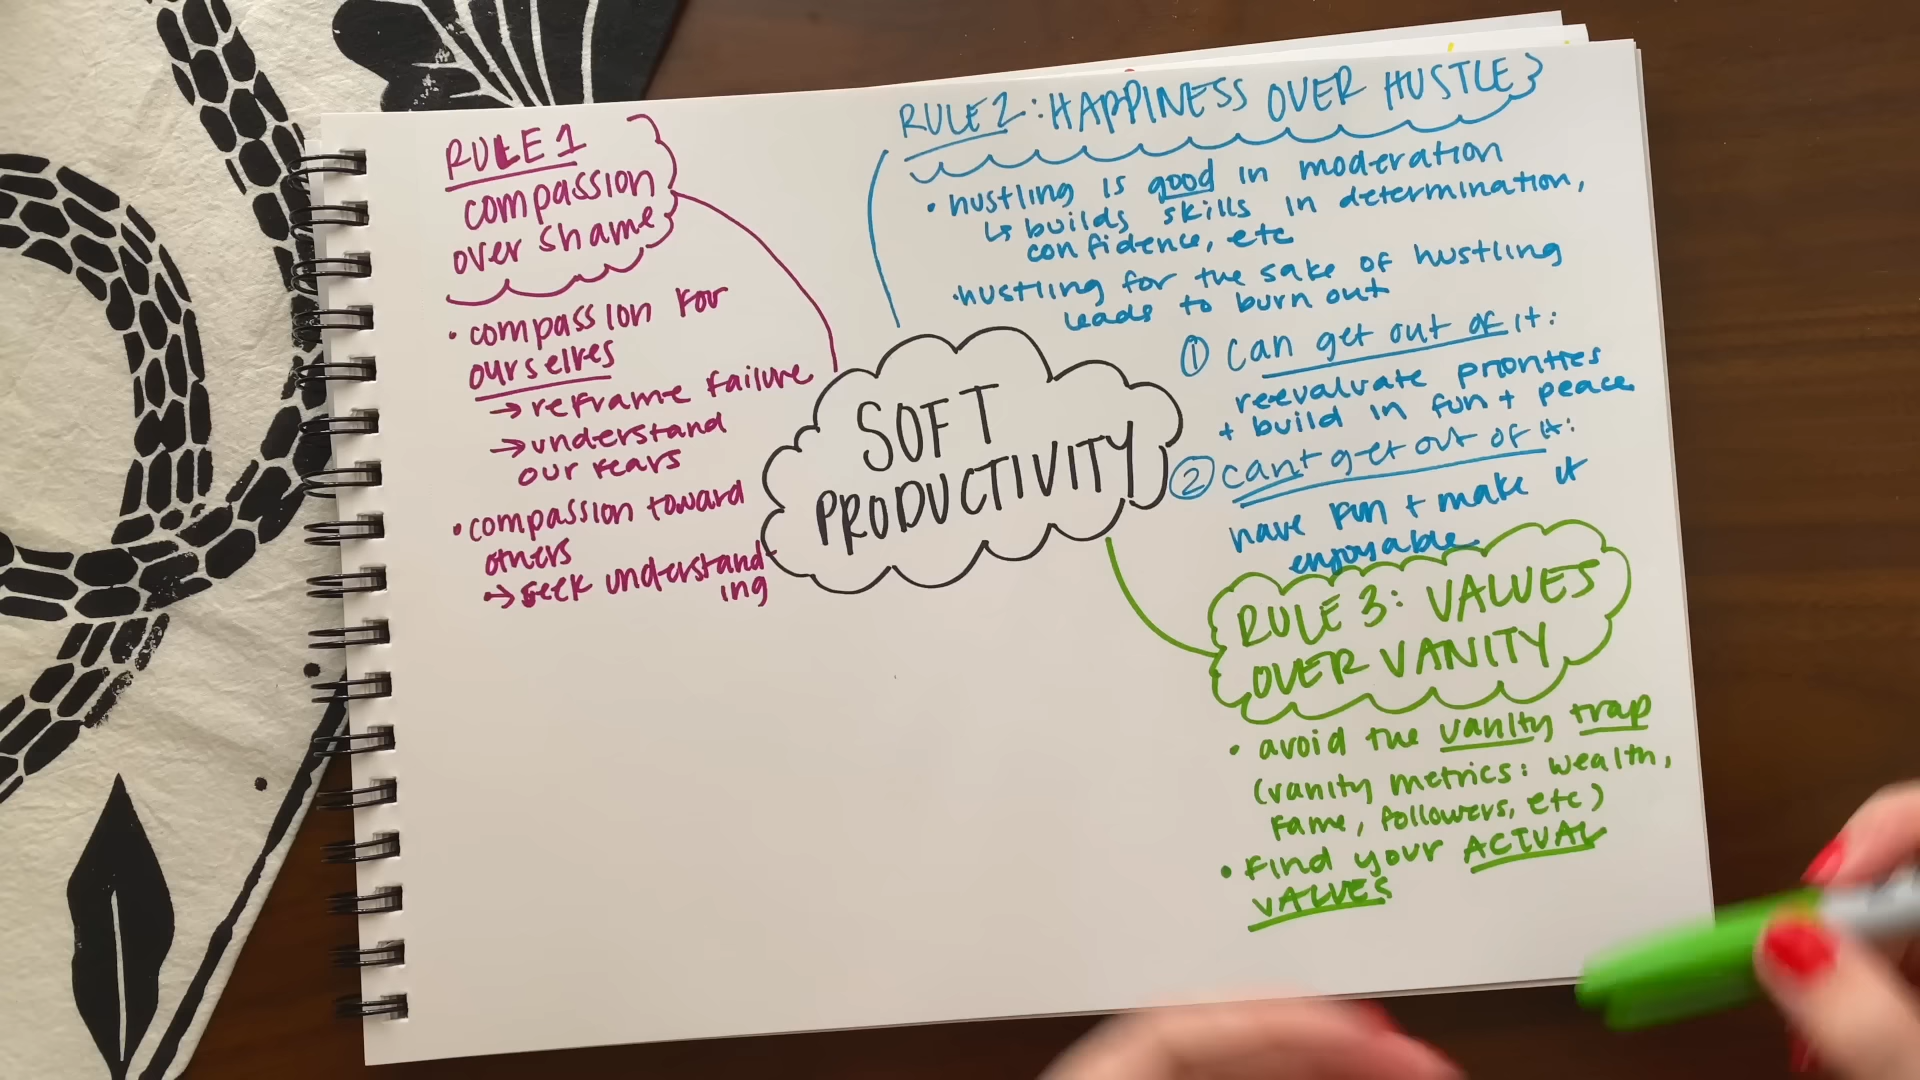 RULE 1
compassion
over shame
• compassion for
ourselves
→ reframe failure
→ understand
our fears
• compassion toward
others
→ seek understand-
ing
SOFT
PRODUCTIVITY
RULE 2: HAPPINESS OVER HUSTLE
• hustling is good in moderation
↳ builds skills in determination,
confidence, etc
• hustling for the sake of hustling
leads to burn out
① can get out of it:
reevaluate priorities
+ build in fun + peace
② can't get out of it:
have fun + make it
enjoyable
RULE 3: VALUES
OVER VANITY
• avoid the vanity trap
(vanity metrics: wealth,
fame, followers, etc)
• find your ACTUAL
VALUES